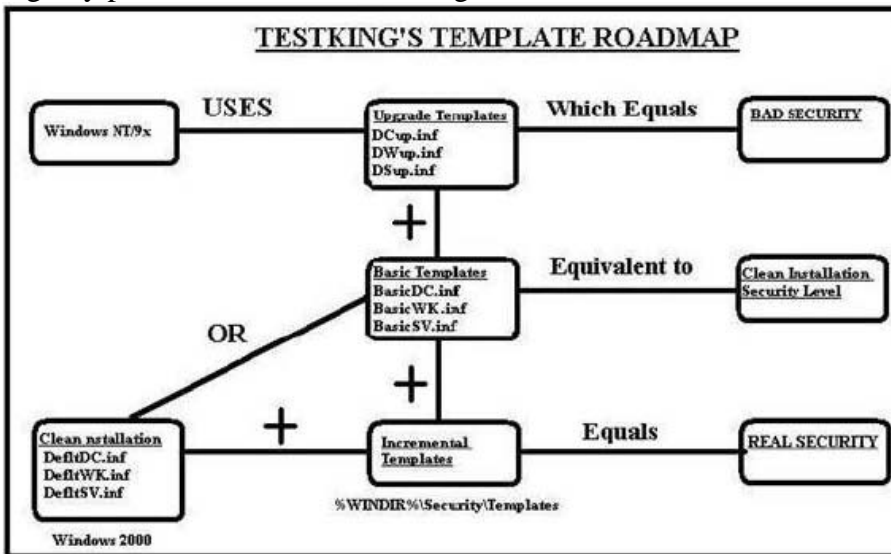 TESTKING'S TEMPLATE ROADMAP
Windows NT/9x
USES
Upgrade Templates
DCup.inf
DWup.inf
DSup.inf
Which Equals
BAD SECURITY
+
Basic Templates
BasicDC.inf
BasicWK.inf
BasicSV.inf
Equivalent to
Clean Installation
Security Level
OR
+
Clean nstallation
DefltDC.inf
DefltWK.inf
DefltSV.inf
Windows 2000
+
Incremental
Templates
%WINDIR%\Security\Templates
Equals
REAL SECURITY